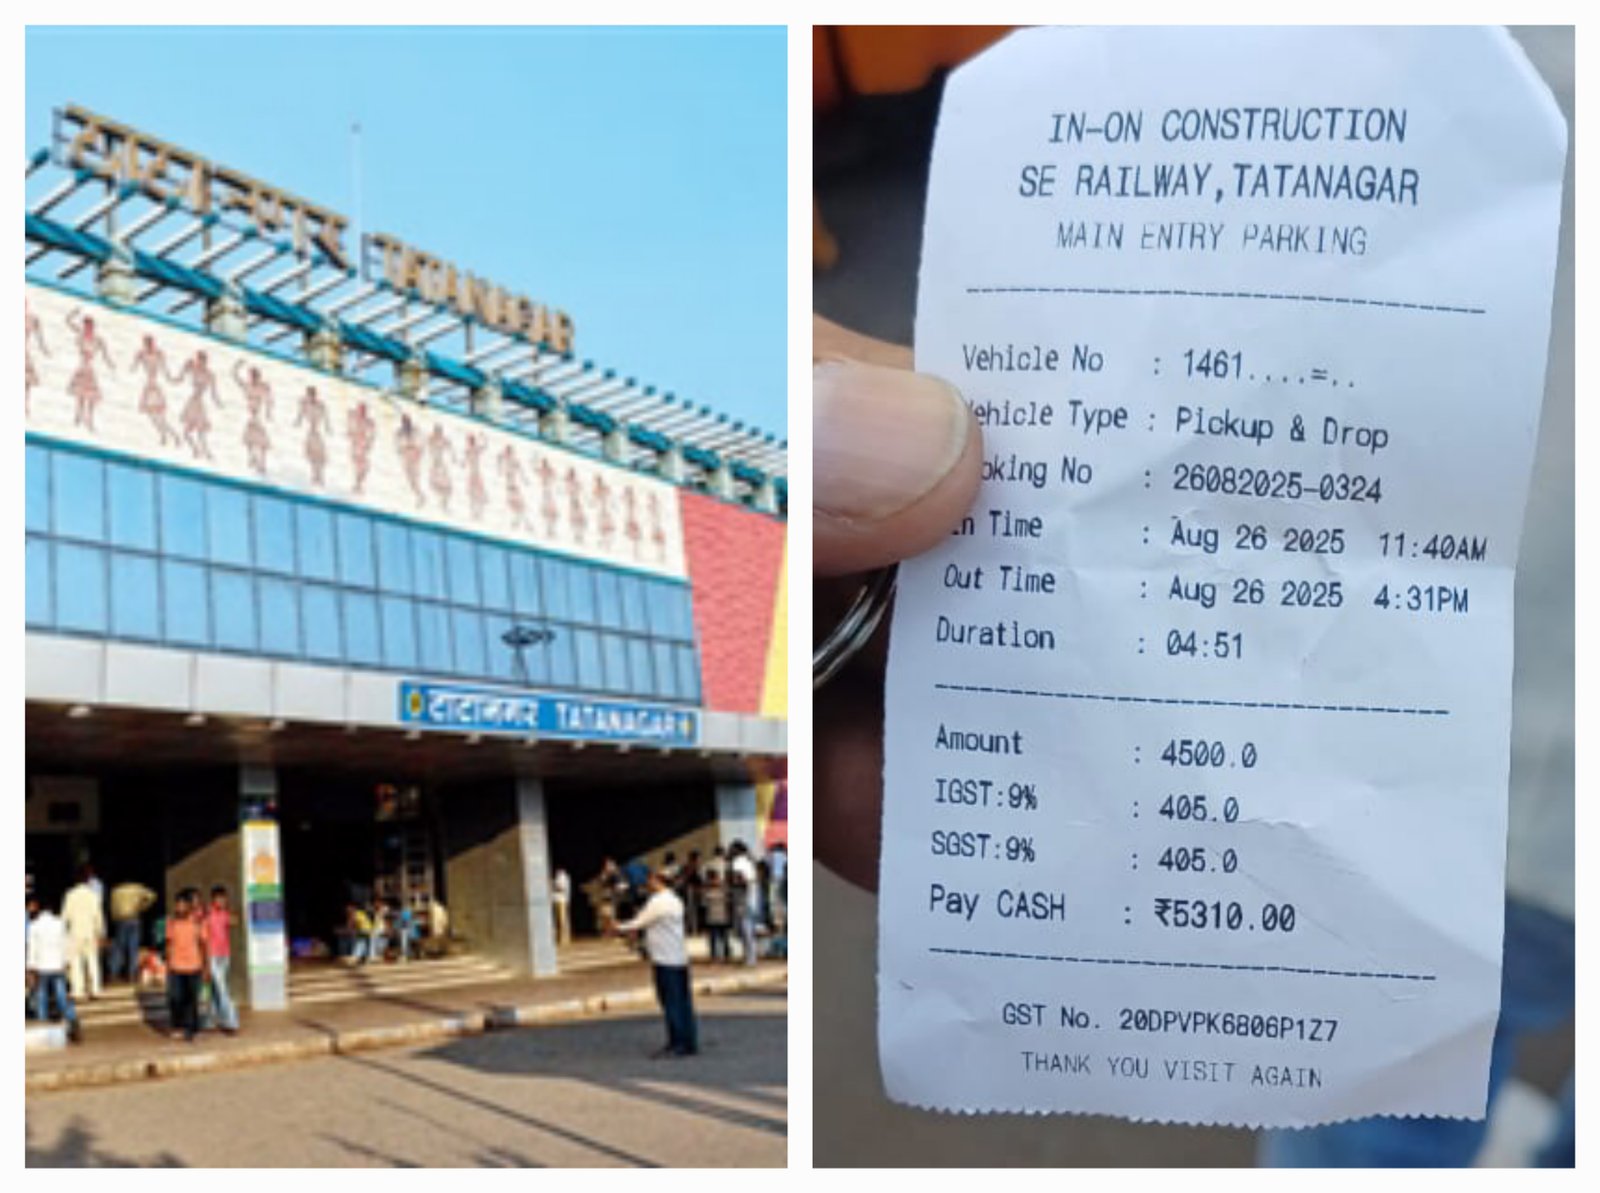 टाटानगर TATANAGAR
टाटानगर TATANAGAR
IN-ON CONSTRUCTION
SE RAILWAY,TATANAGAR
MAIN ENTRY PARKING
Vehicle No : 1461....=..
ehicle Type : Pickup & Drop
oking No : 26082025-0324
In Time : Aug 26 2025 11:40AM
Out Time : Aug 26 2025 4:31PM
Duration : 04:51
Amount : 4500.0
IGST:9% : 405.0
SGST:9% : 405.0
Pay CASH : ₹5310.00
GST No. 20DPVPK6806P1Z7
THANK YOU VISIT AGAIN